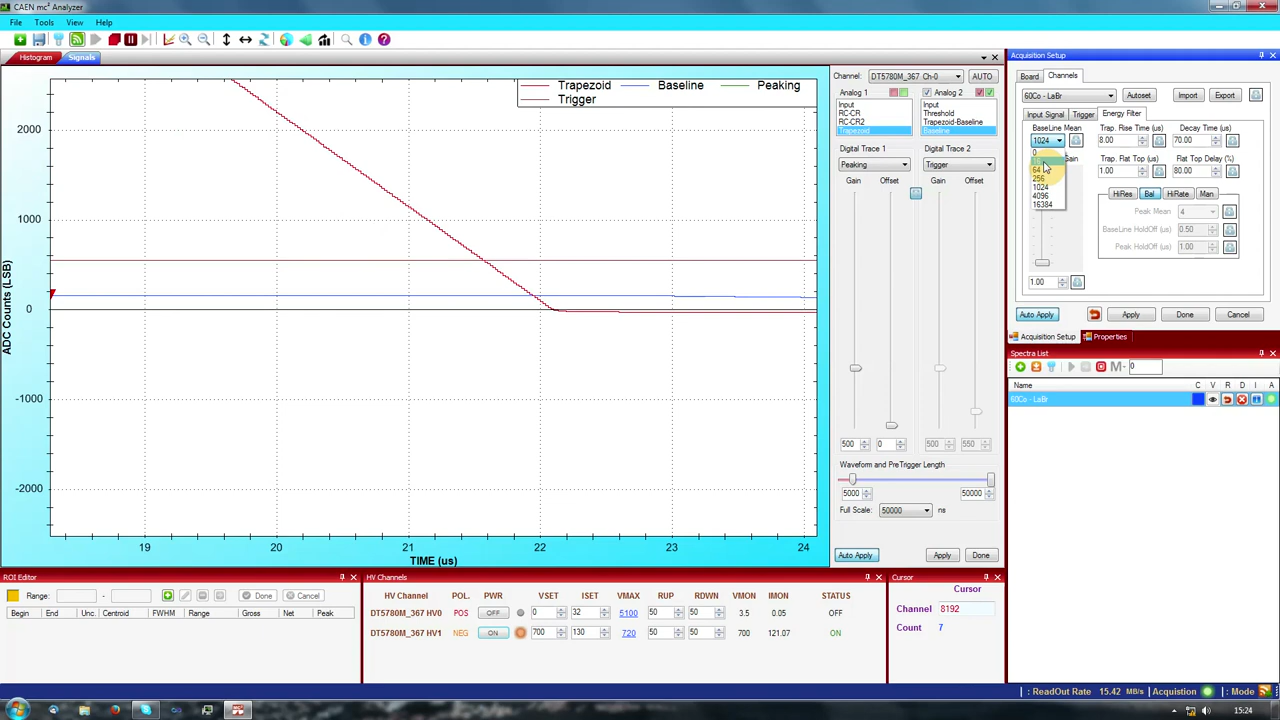 CAEN mc² Analyzer
File Tools View Help
Histogram Signals
Trapezoid Baseline Peaking
Trigger
2000
1000
0
-1000
-2000
ADC Counts (LSB)
19 20 21 22 23 24
TIME (us)
Channel: DT5780M_367 Ch-0 AUTO
Analog 1 Analog 2
Input Input
RC-CR Threshold
RC-CR2 Trapezoid-Baseline
Trapezoid Baseline
Digital Trace 1 Digital Trace 2
Peaking Trigger
Gain Offset Gain Offset
500 0 500 550
Waveform and PreTrigger Length
5000 50000
Full Scale: 50000 ns
Auto Apply Apply Done
Acquisition Setup
Board Channels
60Co - LaBr Autoset Import Export
Input Signal Trigger Energy Filter
BaseLine Mean Trap. Rise Time (us) Decay Time (us)
1024 8.00 70.00
0
64
256
1024
4096
16384
Trap. Flat Top (us) Flat Top Delay (%)
1.00 80.00
HiRes Bal HiRate Man
Peak Mean 4
BaseLine HoldOff (us) 0.50
Peak HoldOff (us) 1.00
1.00
Auto Apply Apply Done Cancel
Acquisition Setup Properties
Spectra List
M- 0
Name C V R D I A
60Co - LaBr
ROI Editor
Range: - Done Cancel
Begin End Unc. Centroid FWHM Range Gross Net Peak
HV Channels
HV Channel POL. PWR VSET ISET VMAX RUP RDWN VMON IMON STATUS
DT5780M_367 HV0 POS OFF 0 32 5100 50 50 3.5 0.05 OFF
DT5780M_367 HV1 NEG ON 700 130 720 50 50 700 121.07 ON
Cursor
Cursor
Channel 8192
Count 7
: ReadOut Rate 15.42 MB/s Acquistion : Mode
15:24